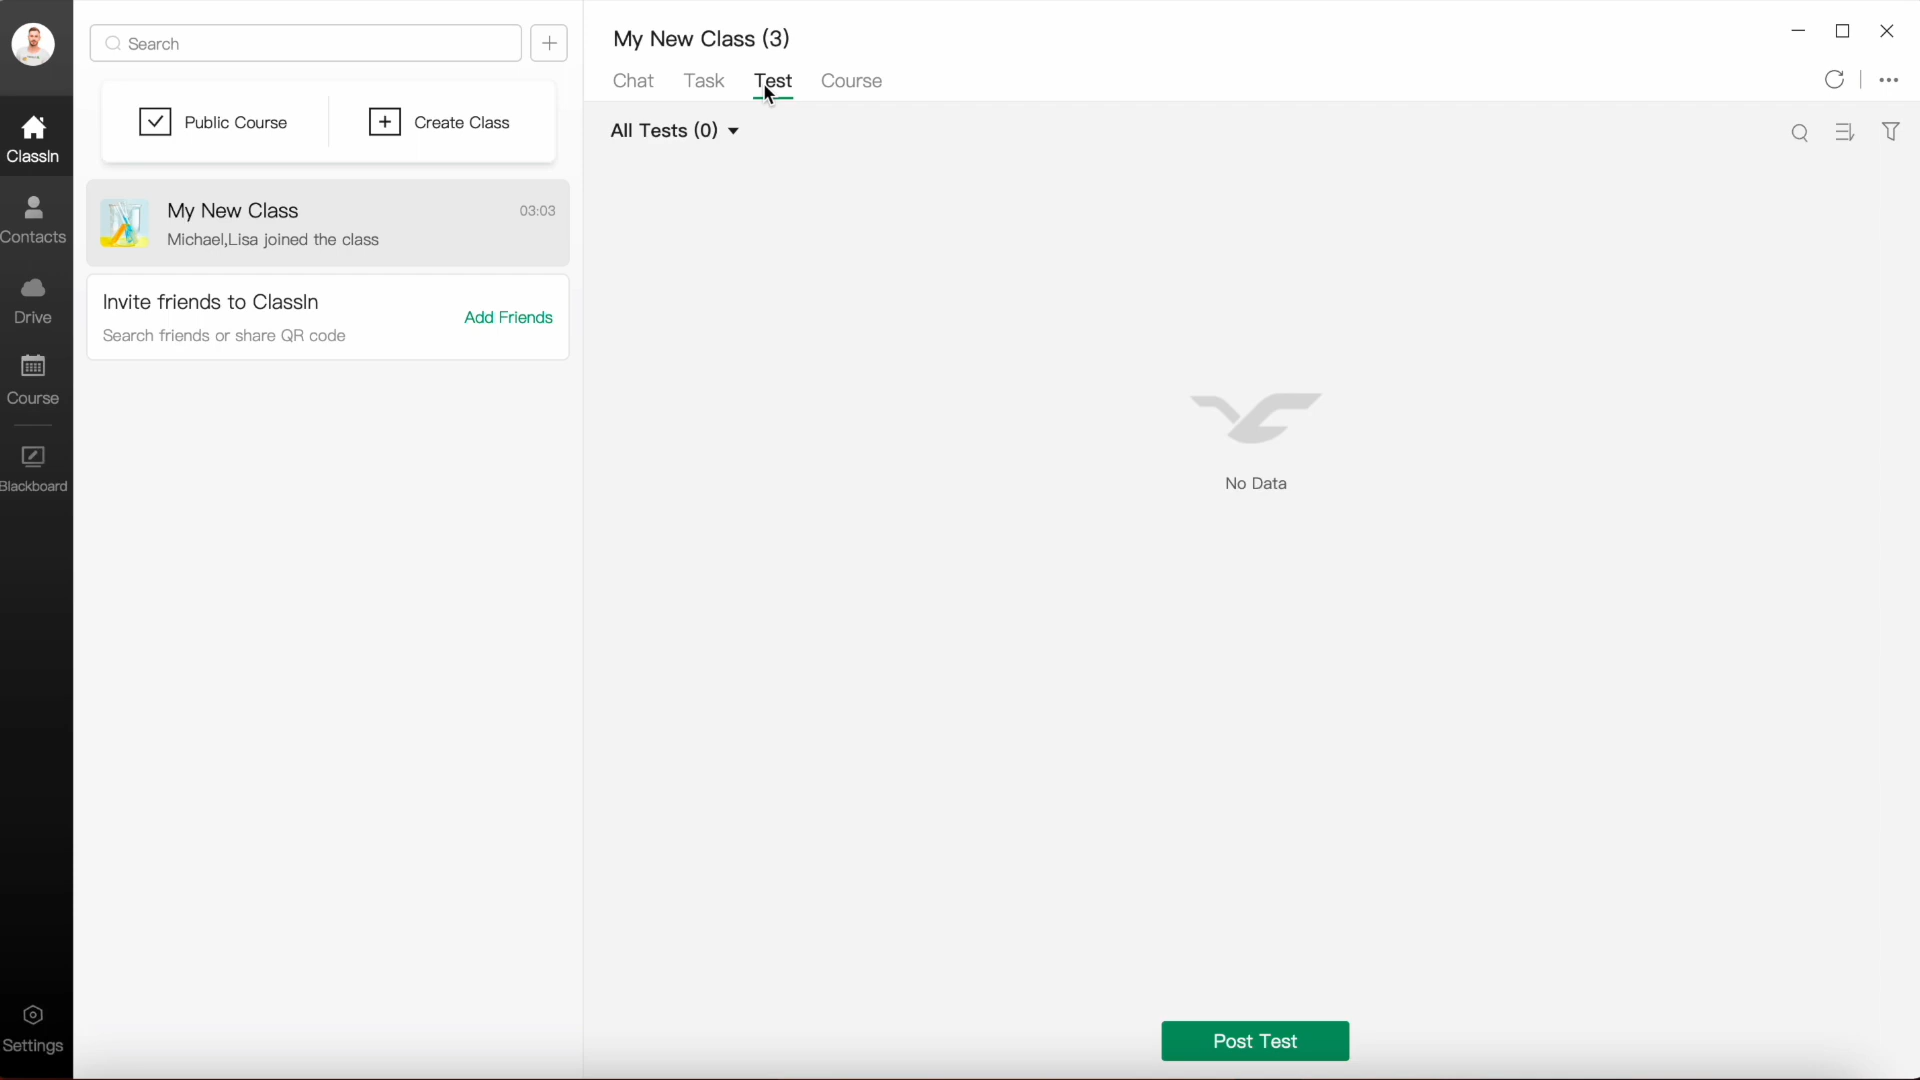 ClassIn
Contacts
Drive
Course
Blackboard
Settings
Search
Public Course
Create Class
My New Class
03:03
Michael,Lisa joined the class
Invite friends to ClassIn
Add Friends
Search friends or share QR code
My New Class (3)
Chat Task Test Course
All Tests (0)
No Data
Post Test